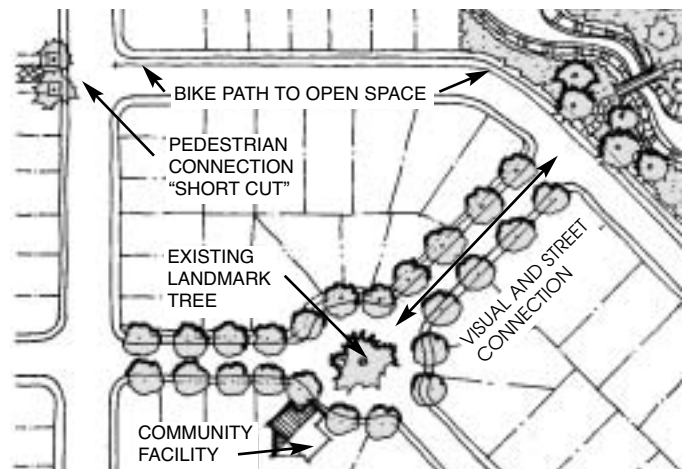 BIKE PATH TO OPEN SPACE
PEDESTRIAN
CONNECTION
“SHORT CUT”
EXISTING
LANDMARK
TREE
VISUAL AND STREET
CONNECTION
COMMUNITY
FACILITY